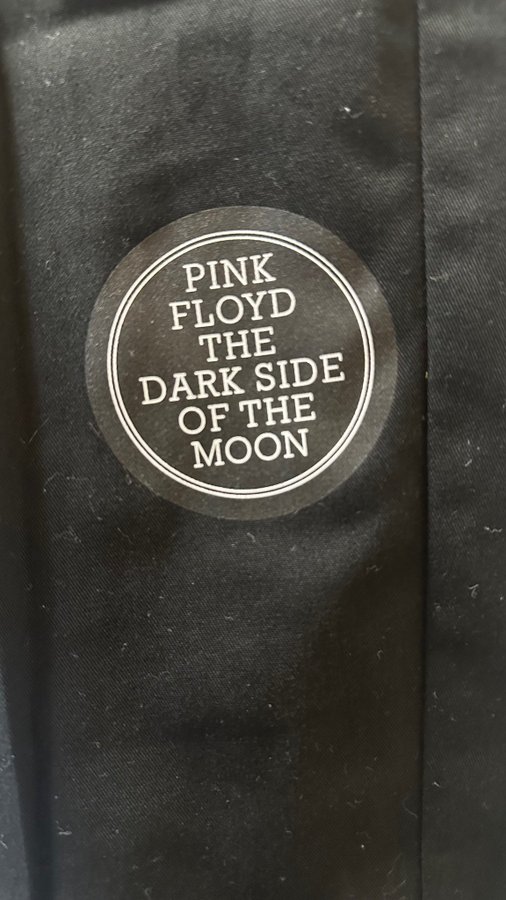 PINK
FLOYD
THE
DARK SIDE
OF THE
MOON